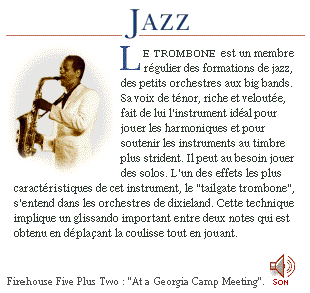 JAZZ
LE TROMBONE est un membre
régulier des formations de jazz,
des petits orchestres aux big bands.
Sa voix de ténor, riche et veloutée,
fait de lui l'instrument idéal pour
jouer les harmoniques et pour
soutenir les instruments au timbre
plus strident. Il peut au besoin jouer
des solos. L'un des effets les plus
caractéristiques de cet instrument, le "tailgate trombone",
s'entend dans les orchestres de dixieland. Cette technique
implique un glissando important entre deux notes qui est
obtenu en déplaçant la coulisse tout en jouant.
Firehouse Five Plus Two : "At a Georgia Camp Meeting".
SON